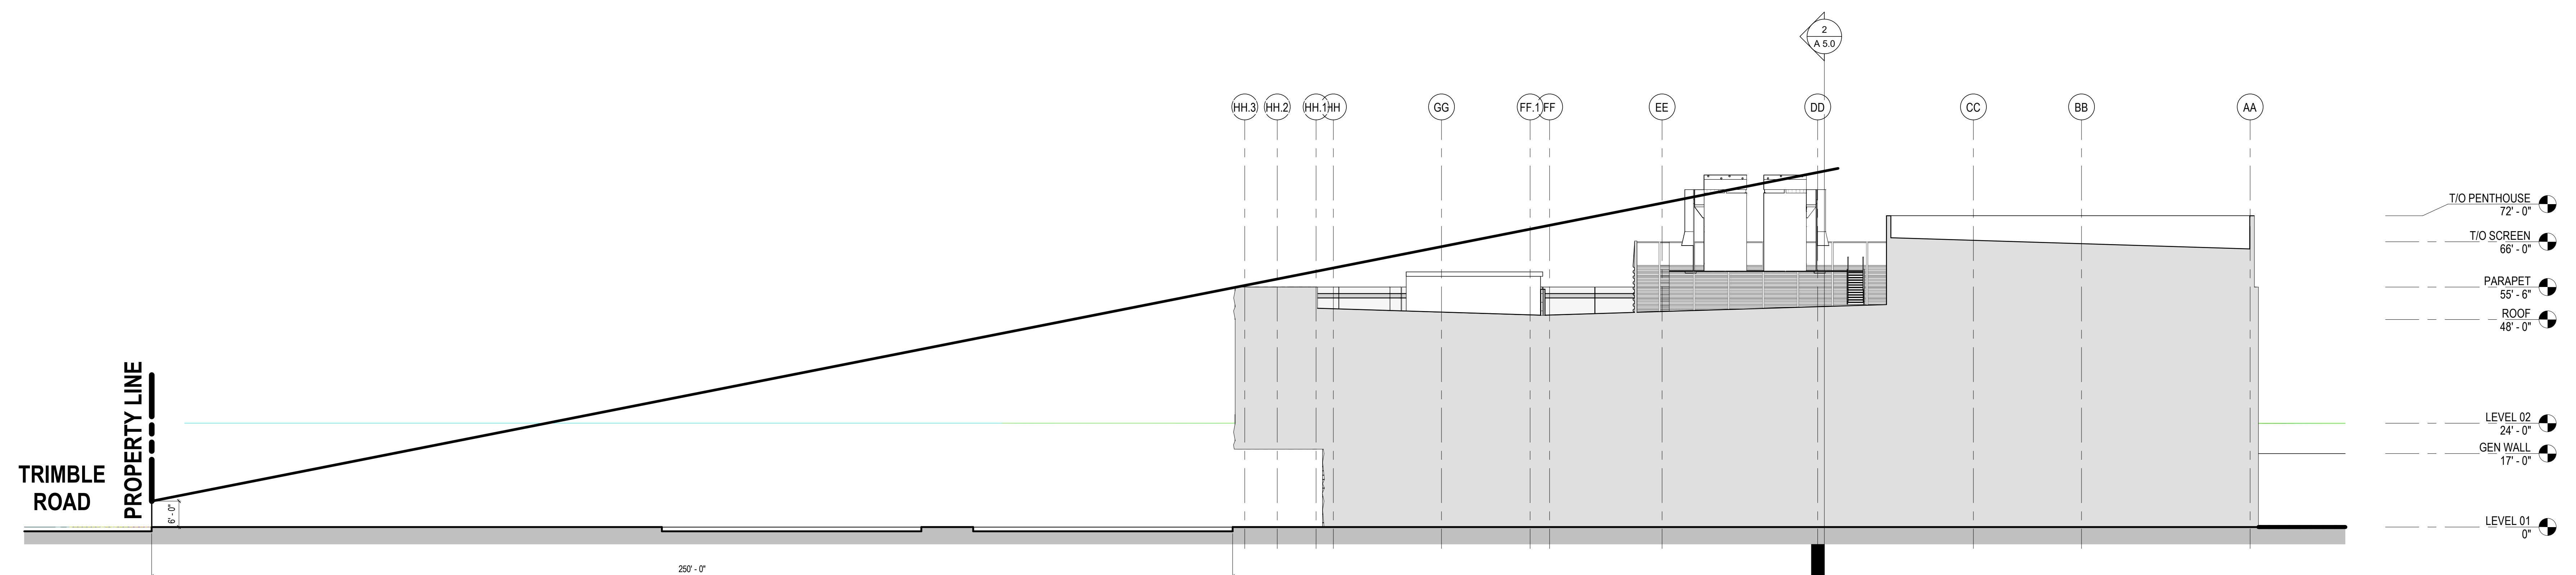 2
A 5.0
HH.3
HH.2
HH.1
HH
GG
FF.1
FF
EE
DD
CC
BB
AA
T/O PENTHOUSE
72' - 0"
T/O SCREEN
66' - 0"
PARAPET
55' - 6"
ROOF
48' - 0"
LEVEL 02
24' - 0"
GEN WALL
17' - 0"
LEVEL 01
0"
TRIMBLE
ROAD
PROPERTY LINE
6' - 0"
250' - 0"